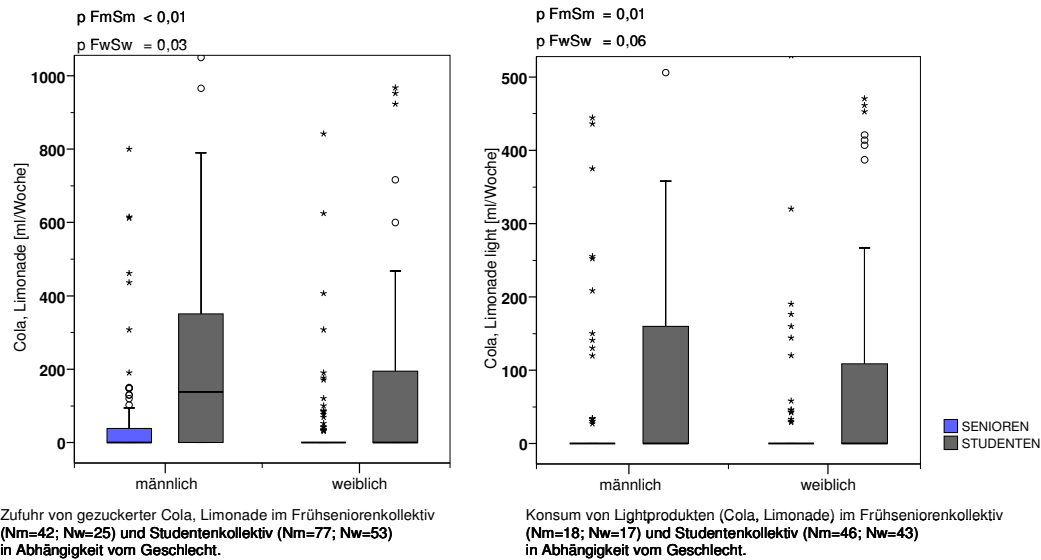 p FmSm < 0,01
p FwSw = 0,03
Cola, Limonade [ml/Woche]
1000
800
600
400
200
0
männlich
weiblich
Zufuhr von gezuckerter Cola, Limonade im Frühseniorenkollektiv
(Nm=42; Nw=25) und Studentenkollektiv (Nm=77; Nw=53)
in Abhängigkeit vom Geschlecht.
p FmSm = 0,01
p FwSw = 0,06
Cola, Limonade light [ml/Woche]
500
400
300
200
100
0
männlich
weiblich
SENIOREN
STUDENTEN
Konsum von Lightprodukten (Cola, Limonade) im Frühseniorenkollektiv
(Nm=18; Nw=17) und Studentenkollektiv (Nm=46; Nw=43)
in Abhängigkeit vom Geschlecht.